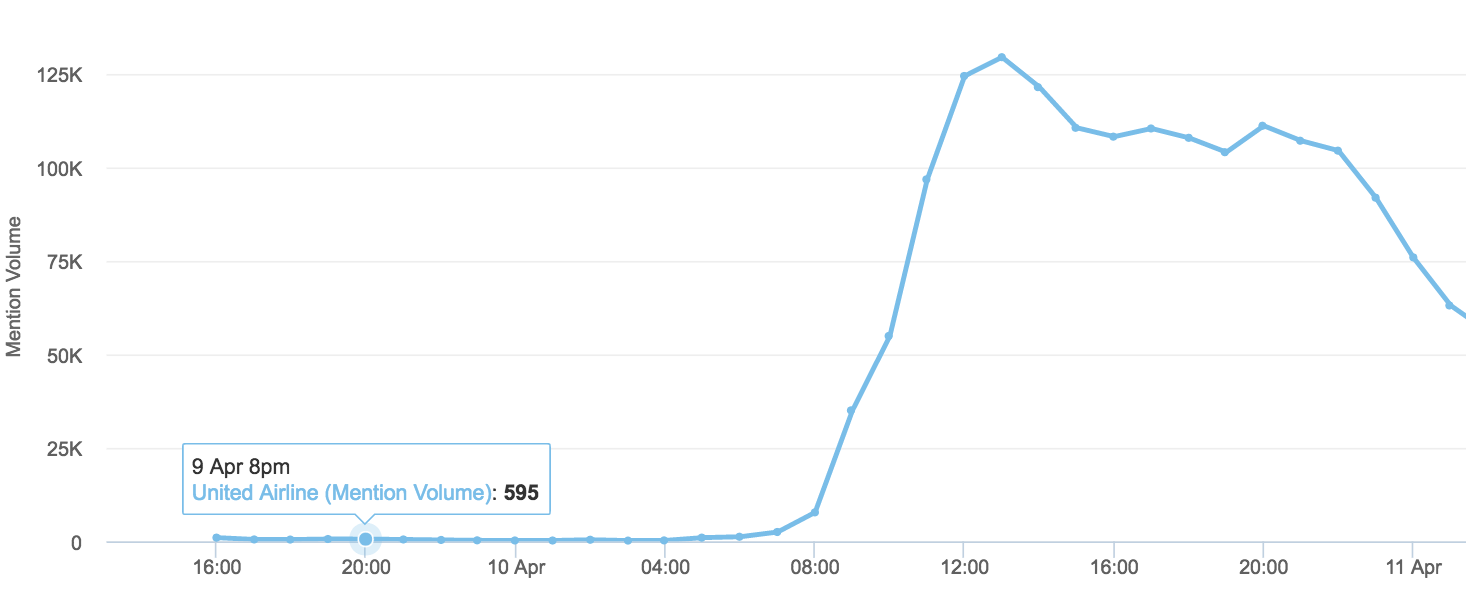 125K
100K
75K
50K
25K
0
Mention Volume
9 Apr 8pm
United Airline (Mention Volume): 595
16:00 20:00 10 Apr 04:00 08:00 12:00 16:00 20:00 11 Apr